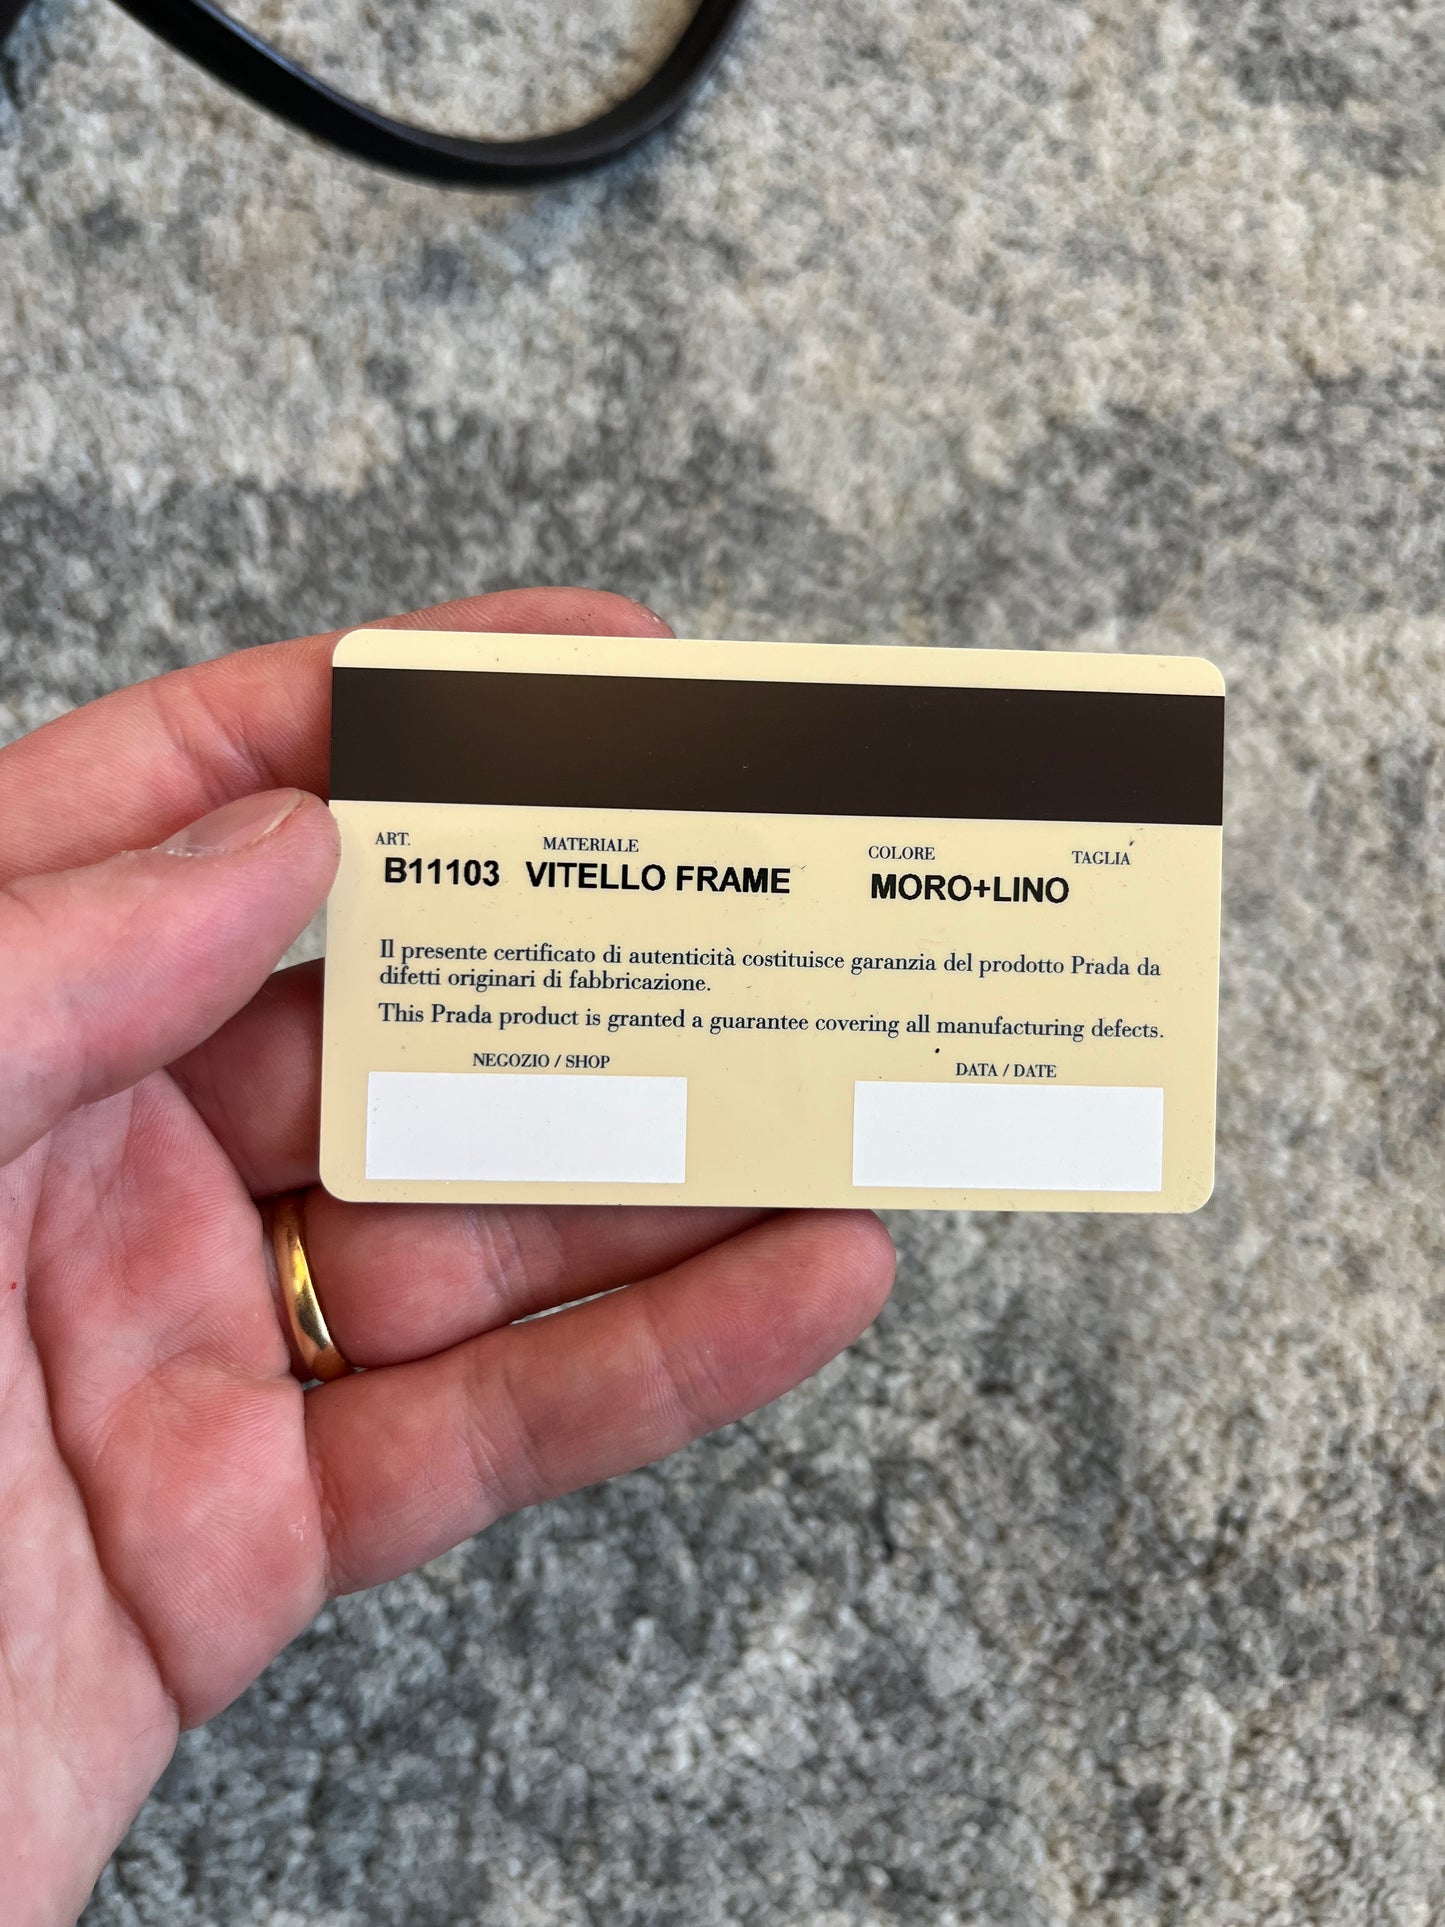 ART. MATERIALE COLORE TAGLIA
B11103 VITELLO FRAME MORO+LINO
Il presente certificato di autenticità costituisce garanzia del prodotto Prada da
difetti originari di fabbricazione.
This Prada product is granted a guarantee covering all manufacturing defects.
NEGOZIO / SHOP DATA / DATE